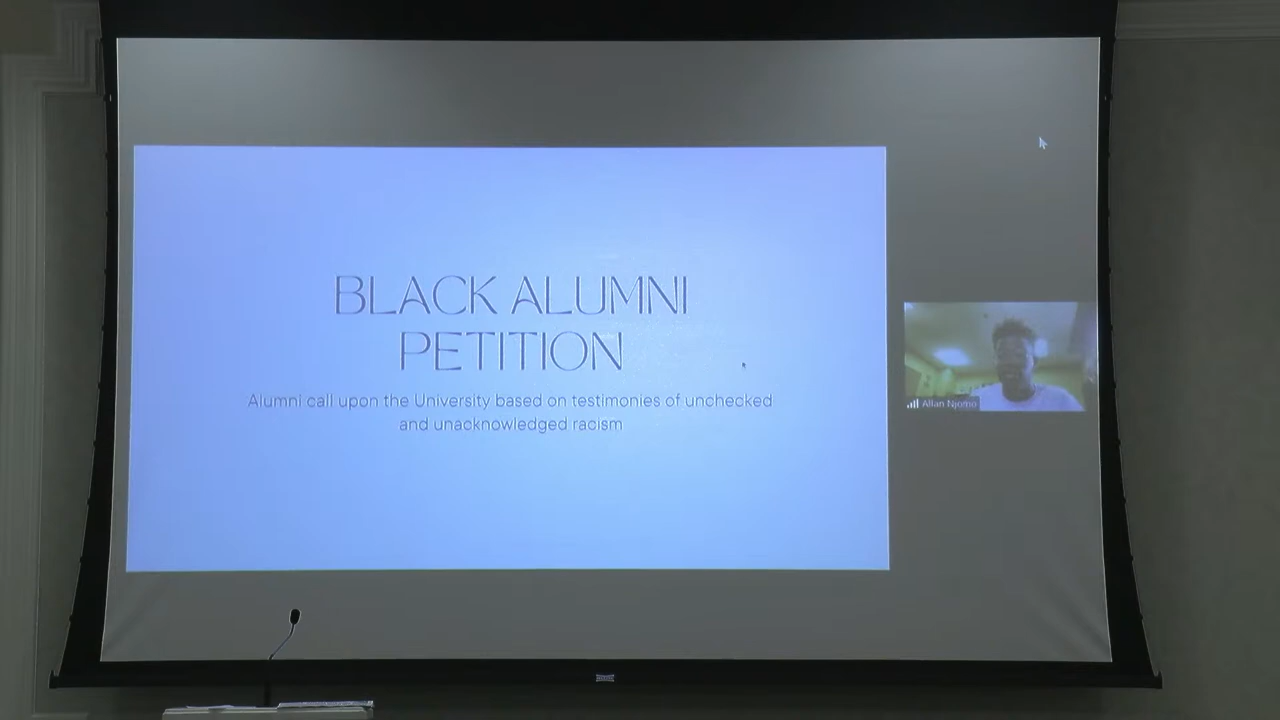 BLACK ALUMNI
PETITION
Alumni call upon the University based on testimonies of unchecked
and unacknowledged racism
Allan Njomo